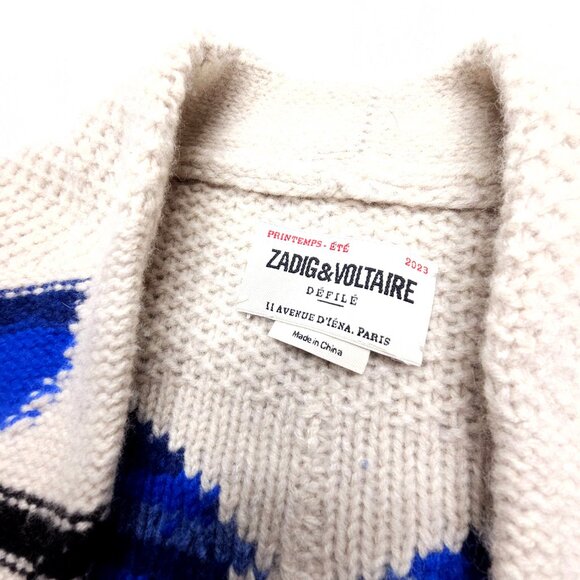 PRINTEMPS - ÉTÉ 2023
ZADIG&VOLTAIRE
DÉFILÉ
11 AVENUE D'IÉNA, PARIS
Made in China